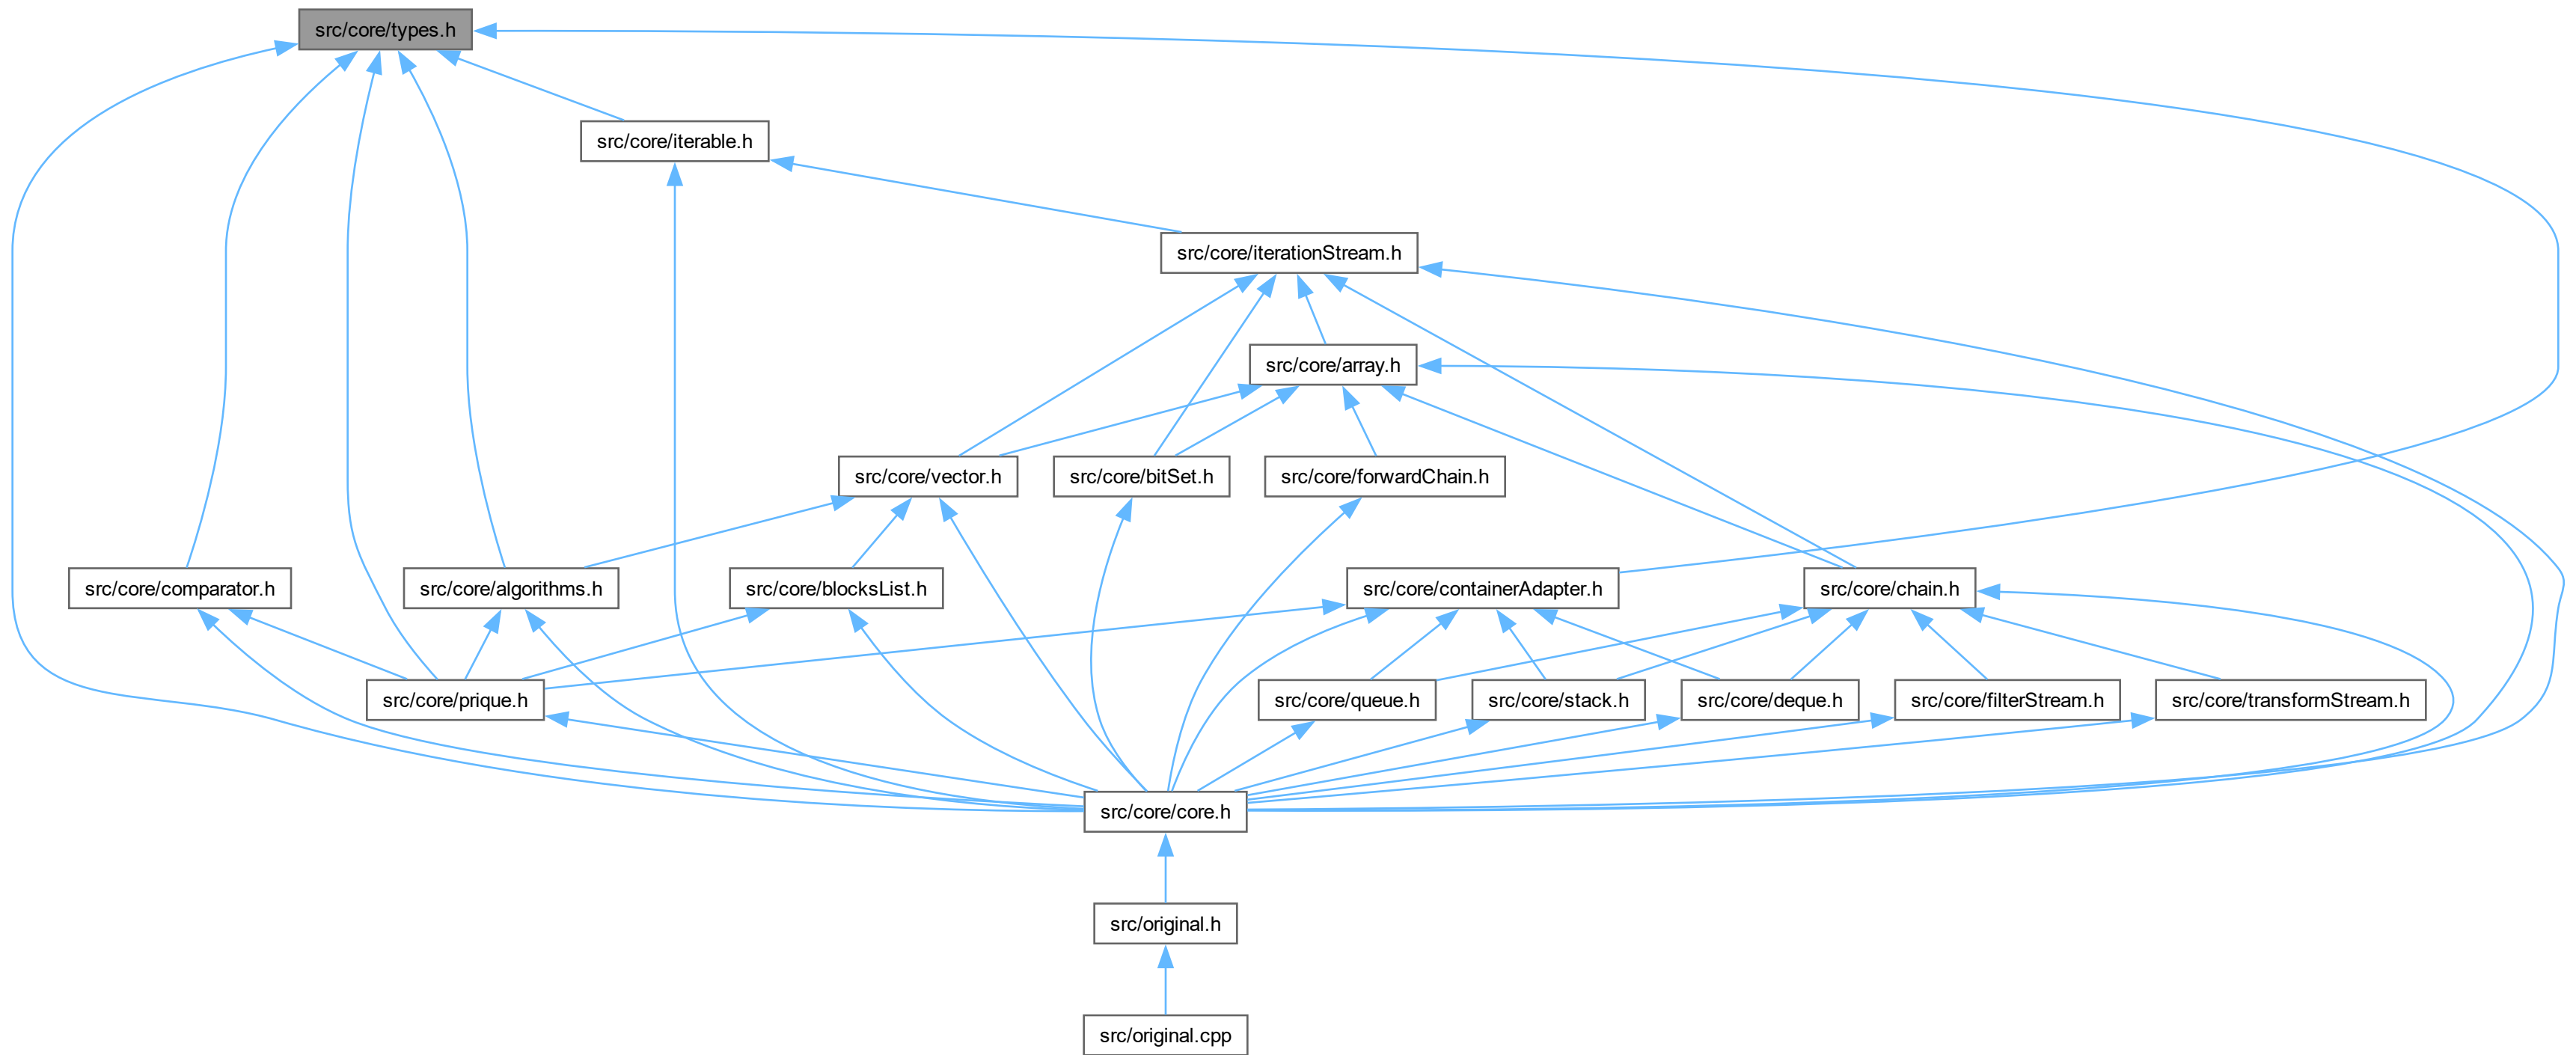 src/core/types.h
src/core/iterable.h
src/core/iterationStream.h
src/core/array.h
src/core/vector.h
src/core/bitSet.h
src/core/forwardChain.h
src/core/comparator.h
src/core/algorithms.h
src/core/blocksList.h
src/core/containerAdapter.h
src/core/chain.h
src/core/prique.h
src/core/queue.h
src/core/stack.h
src/core/deque.h
src/core/filterStream.h
src/core/transformStream.h
src/core/core.h
src/original.h
src/original.cpp